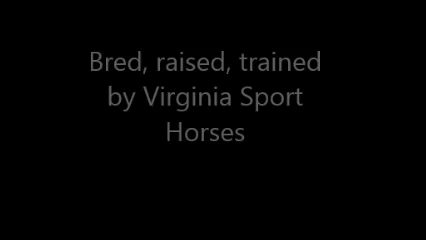 Bred, raised, trained
by Virginia Sport
Horses